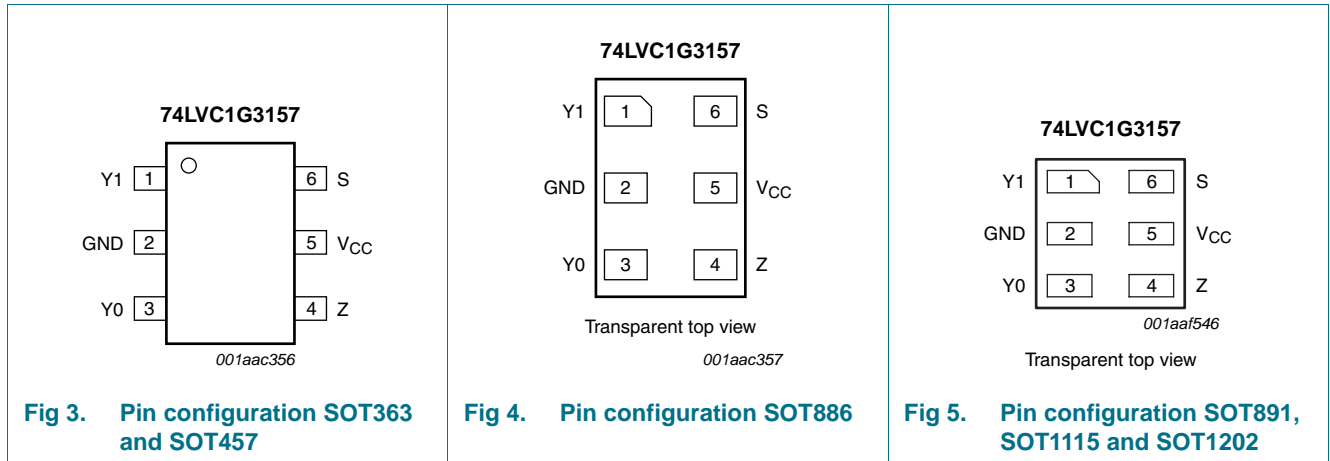 74LVC1G3157
Y1 1 6 S
GND 2 5 VCC
Y0 3 4 Z
001aac356
Fig 3. Pin configuration SOT363
and SOT457
74LVC1G3157
Y1 1 6 S
GND 2 5 VCC
Y0 3 4 Z
Transparent top view
001aac357
Fig 4. Pin configuration SOT886
74LVC1G3157
Y1 1 6 S
GND 2 5 VCC
Y0 3 4 Z
001aaf546
Transparent top view
Fig 5. Pin configuration SOT891,
SOT1115 and SOT1202